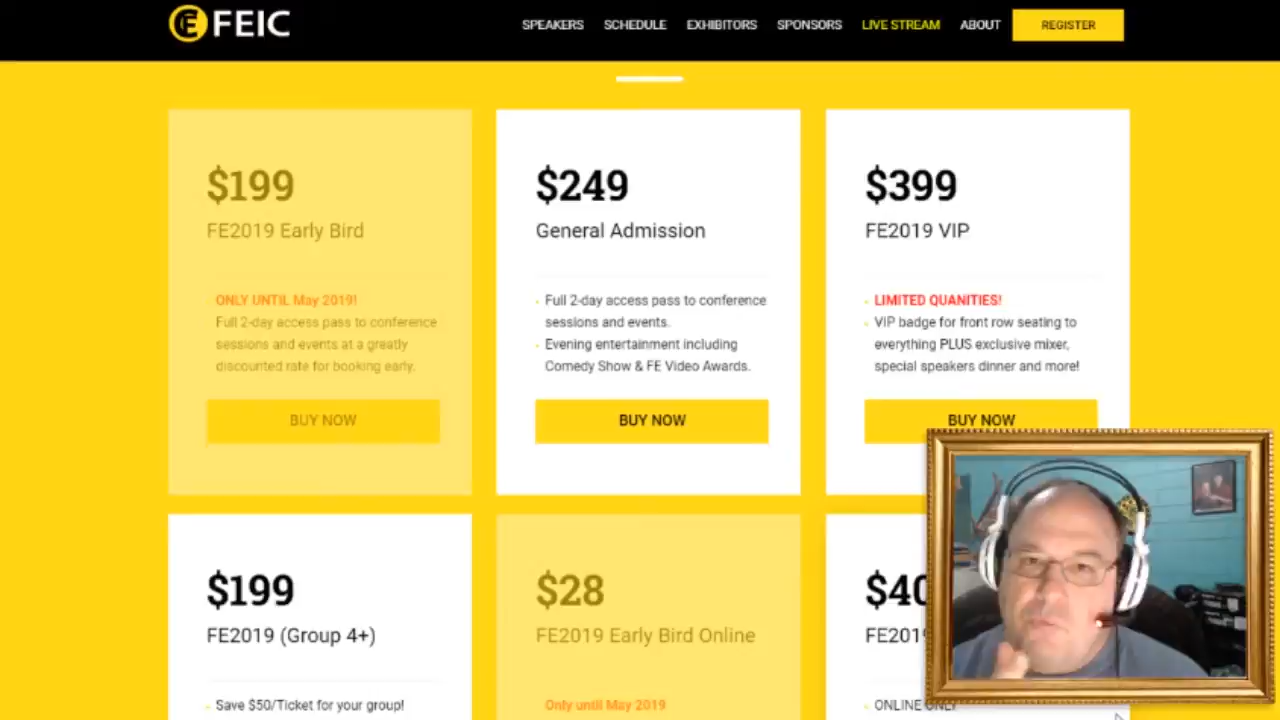 FEIC
SPEAKERS SCHEDULE EXHIBITORS SPONSORS LIVE STREAM ABOUT REGISTER
$199
FE2019 Early Bird
ONLY UNTIL May 2019!
Full 2-day access pass to conference
sessions and events at a greatly
discounted rate for booking early.
BUY NOW
$249
General Admission
Full 2-day access pass to conference
sessions and events.
Evening entertainment including
Comedy Show & FE Video Awards.
BUY NOW
$399
FE2019 VIP
LIMITED QUANITIES!
VIP badge for front row seating to
everything PLUS exclusive mixer,
special speakers dinner and more!
BUY NOW
$199
FE2019 (Group 4+)
Save $50/Ticket for your group!
$28
FE2019 Early Bird Online
Only until May 2019
$40
FE201
ONLINE ONLY